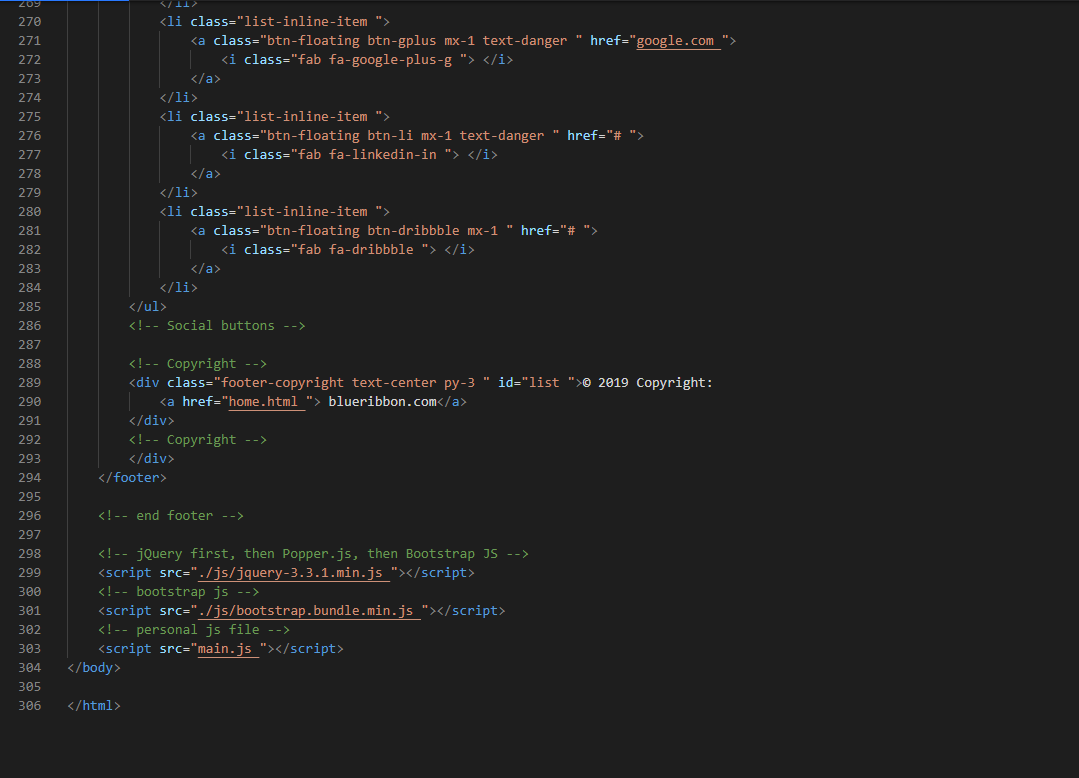 269 </li>
270 <li class="list-inline-item ">
271 <a class="btn-floating btn-gplus mx-1 text-danger " href="google.com ">
272 <i class="fab fa-google-plus-g "> </i>
273 </a>
274 </li>
275 <li class="list-inline-item ">
276 <a class="btn-floating btn-li mx-1 text-danger " href="# ">
277 <i class="fab fa-linkedin-in "> </i>
278 </a>
279 </li>
280 <li class="list-inline-item ">
281 <a class="btn-floating btn-dribbble mx-1 " href="# ">
282 <i class="fab fa-dribbble "> </i>
283 </a>
284 </li>
285 </ul>
286 <!-- Social buttons -->
287
288 <!-- Copyright -->
289 <div class="footer-copyright text-center py-3 " id="list ">© 2019 Copyright:
290 <a href="home.html "> blueribbon.com</a>
291 </div>
292 <!-- Copyright -->
293 </div>
294 </footer>
295
296 <!-- end footer -->
297
298 <!-- jQuery first, then Popper.js, then Bootstrap JS -->
299 <script src="./js/jquery-3.3.1.min.js "></script>
300 <!-- bootstrap js -->
301 <script src="./js/bootstrap.bundle.min.js "></script>
302 <!-- personal js file -->
303 <script src="main.js "></script>
304 </body>
305
306 </html>